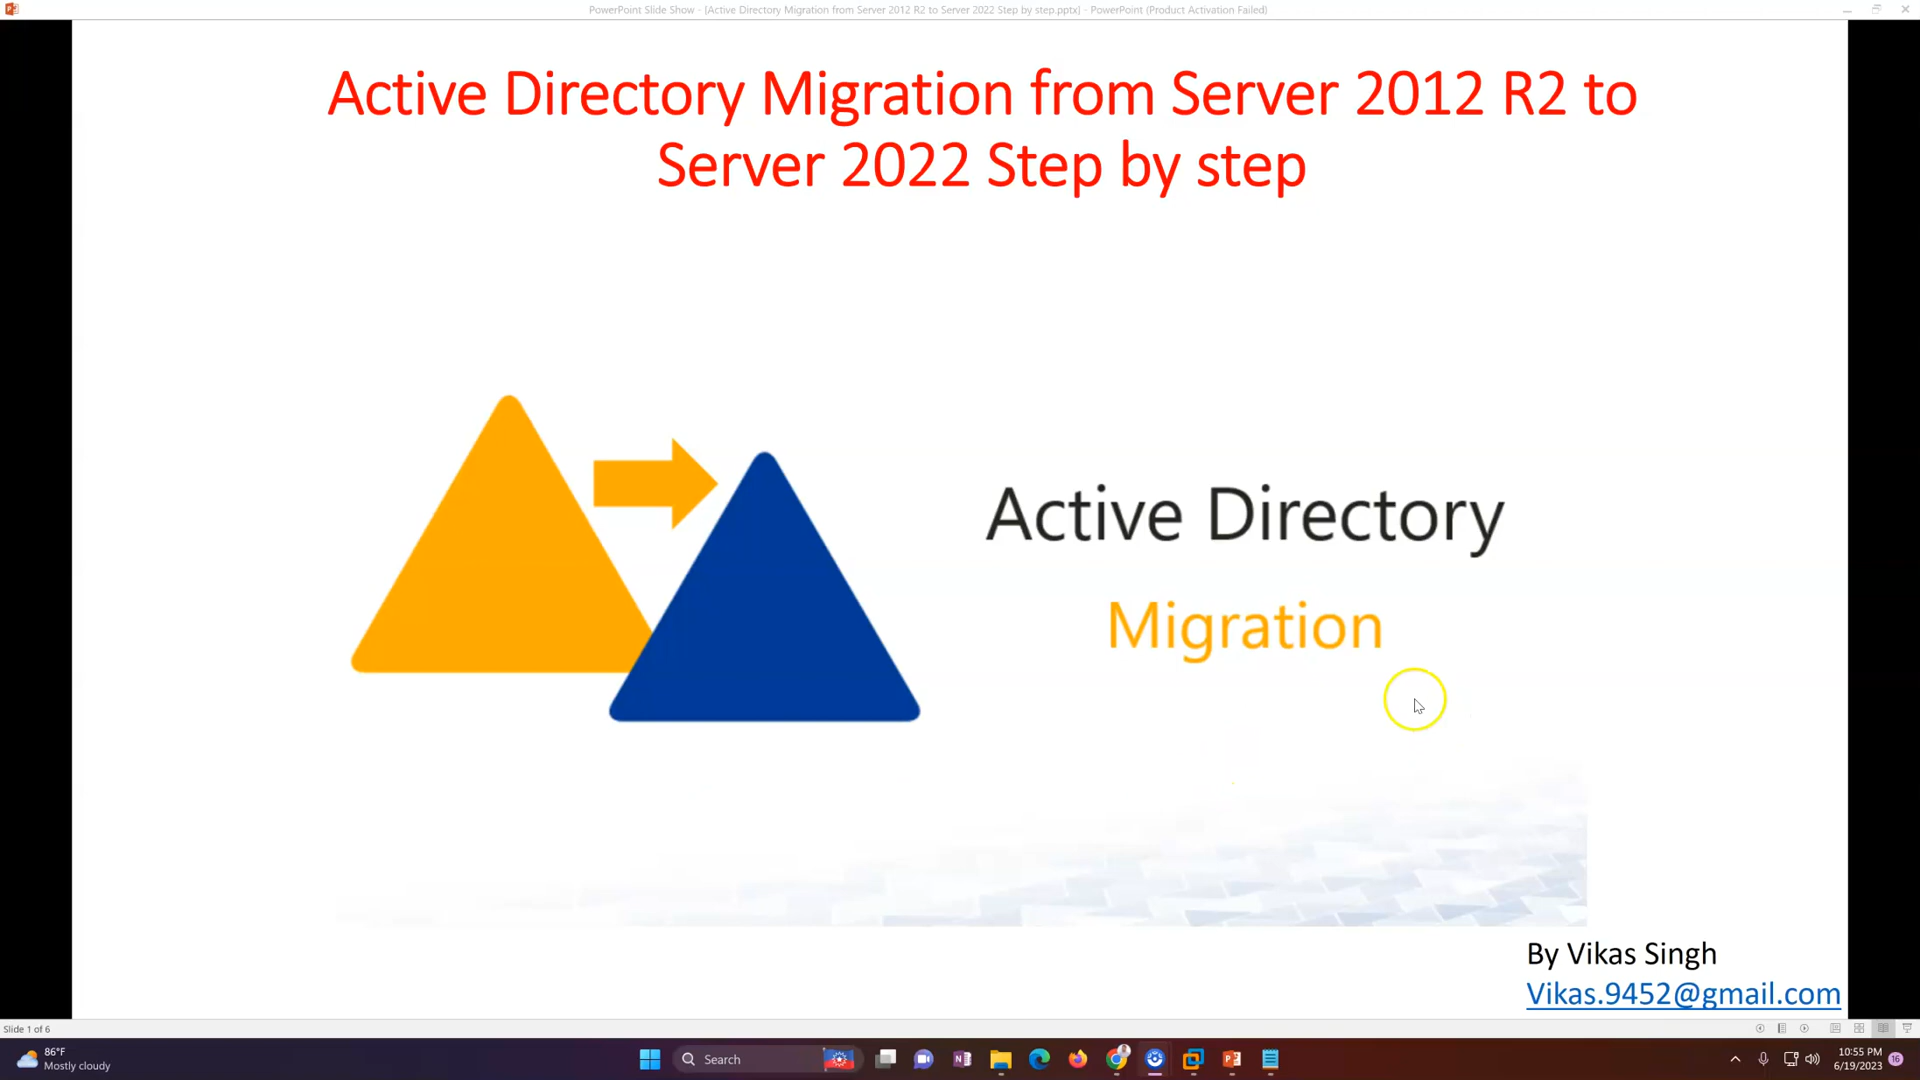 PowerPoint Slide Show - [Active Directory Migration from Server 2012 R2 to Server 2022 Step by step.pptx] - PowerPoint (Product Activation Failed)
Active Directory Migration from Server 2012 R2 to
Server 2022 Step by step
Active Directory
Migration
By Vikas Singh
Vikas.9452@gmail.com
Slide 1 of 6
86°F
Mostly cloudy
Search
10:55 PM
6/19/2023
16